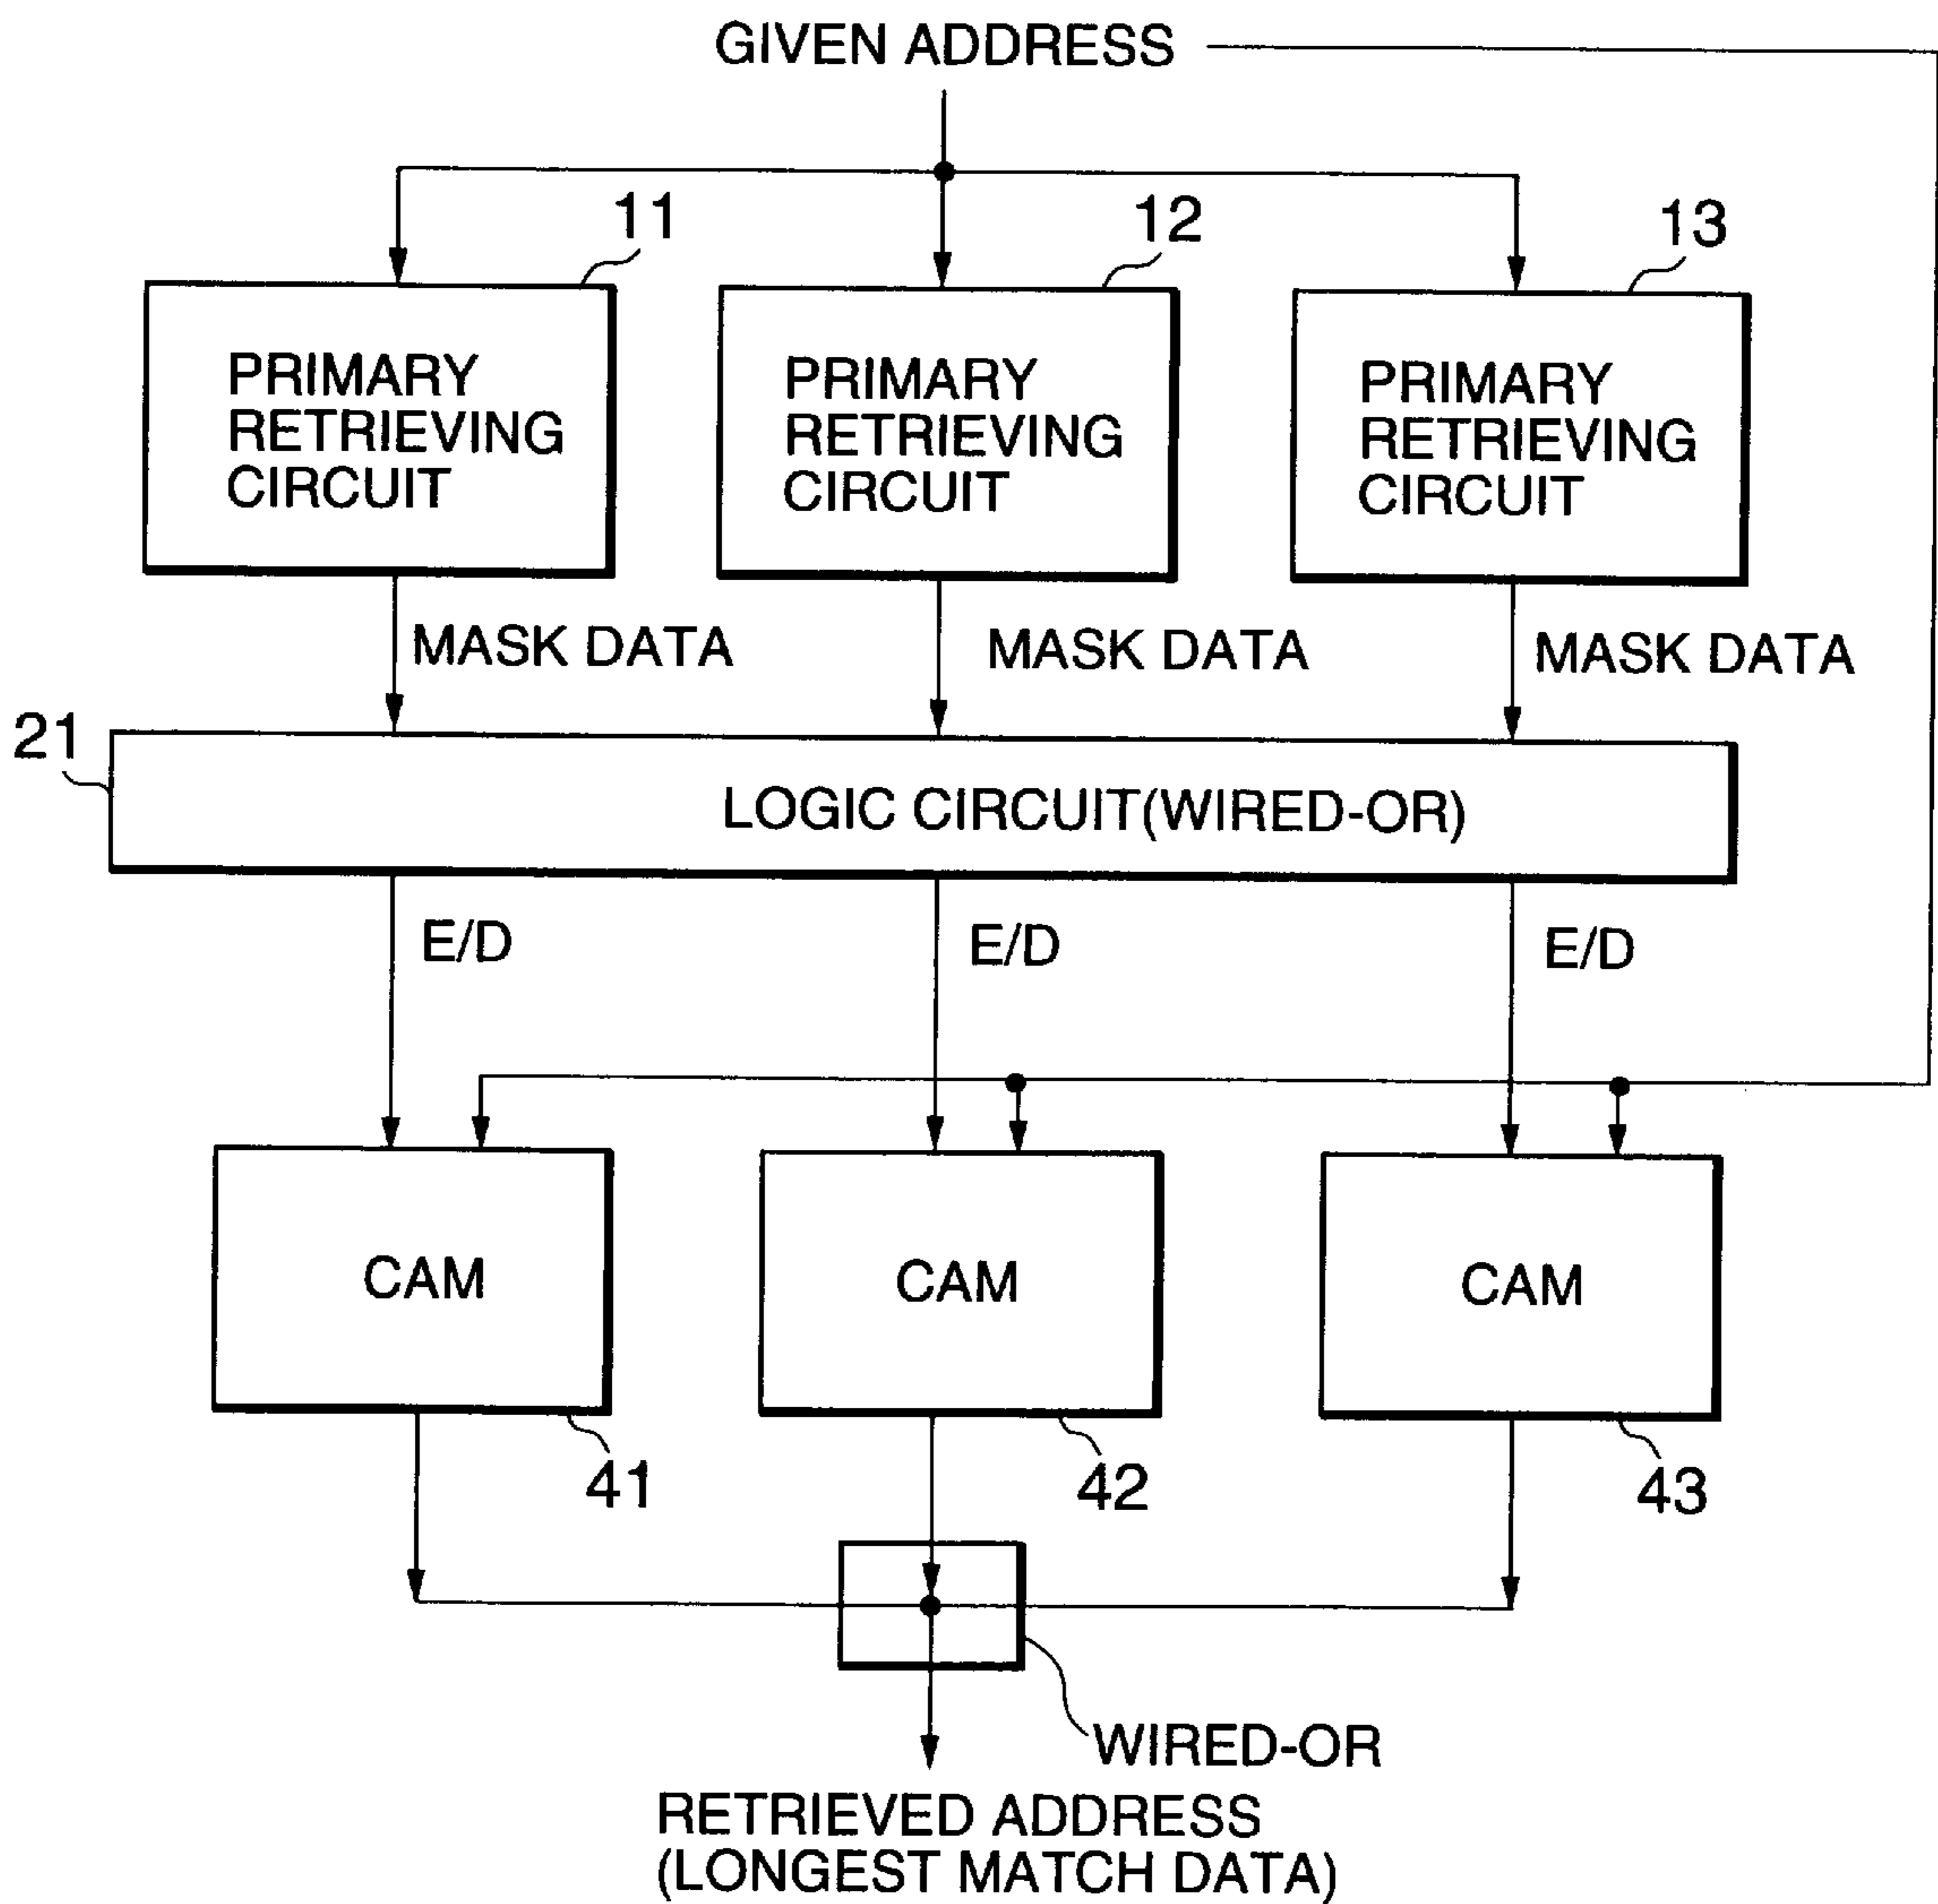 GIVEN ADDRESS
11
12
13
PRIMARY
RETRIEVING
CIRCUIT
PRIMARY
RETRIEVING
CIRCUIT
PRIMARY
RETRIEVING
CIRCUIT
MASK DATA
MASK DATA
MASK DATA
21
LOGIC CIRCUIT(WIRED-OR)
E/D
E/D
E/D
CAM
CAM
CAM
41
42
43
WIRED-OR
RETRIEVED ADDRESS
(LONGEST MATCH DATA)